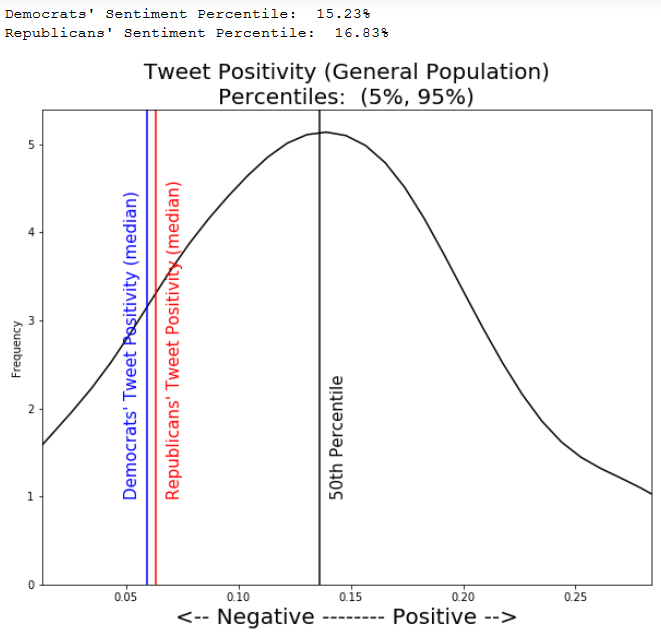 Democrats' Sentiment Percentile:  15.23%
Republicans' Sentiment Percentile:  16.83%
Tweet Positivity (General Population)
Percentiles:  (5%, 95%)
Frequency
5
4
3
2
1
0
Democrats' Tweet Positivity (median)
Republicans' Tweet Positivity (median)
50th Percentile
0.05 0.10 0.15 0.20 0.25
<-- Negative -------- Positive -->